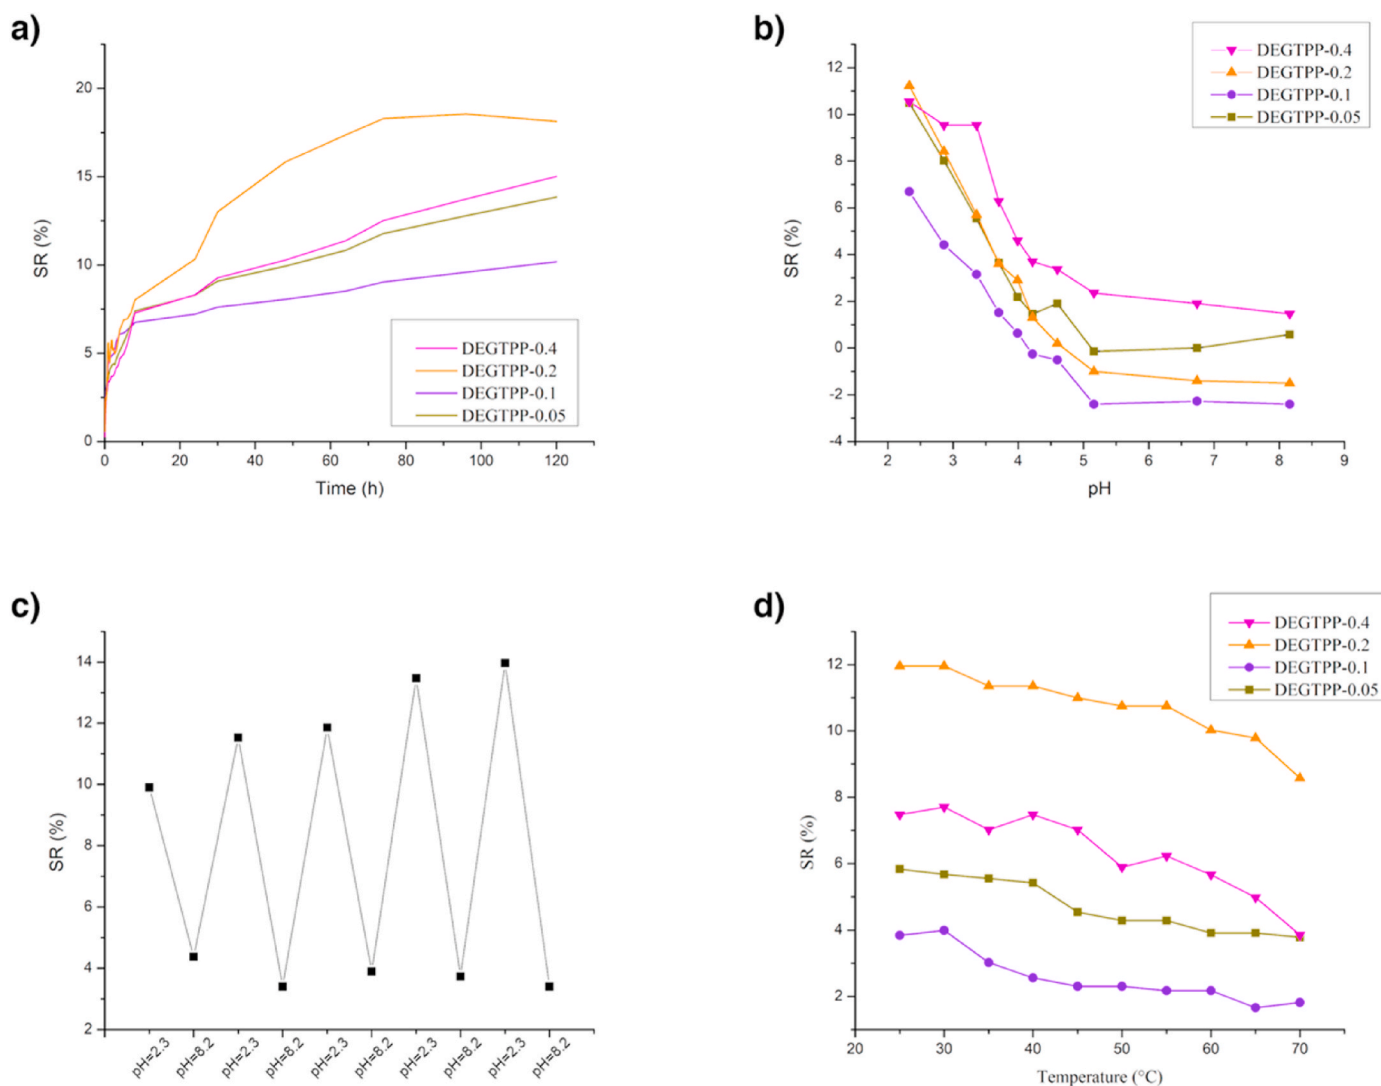 a)
20
15
10
5
0
SR (%)
0 20 40 60 80 100 120
Time (h)
DEGTPP-0.4
DEGTPP-0.2
DEGTPP-0.1
DEGTPP-0.05
b)
12
10
8
6
4
2
0
-2
-4
SR (%)
2 3 4 5 6 7 8 9
pH
DEGTPP-0.4
DEGTPP-0.2
DEGTPP-0.1
DEGTPP-0.05
c)
14
12
10
8
6
4
2
SR (%)
pH=2.3 pH=8.2 pH=2.3 pH=8.2 pH=2.3 pH=8.2 pH=2.3 pH=8.2 pH=2.3 pH=8.2
d)
12
10
8
6
4
2
SR (%)
20 30 40 50 60 70
Temperature (°C)
DEGTPP-0.4
DEGTPP-0.2
DEGTPP-0.1
DEGTPP-0.05